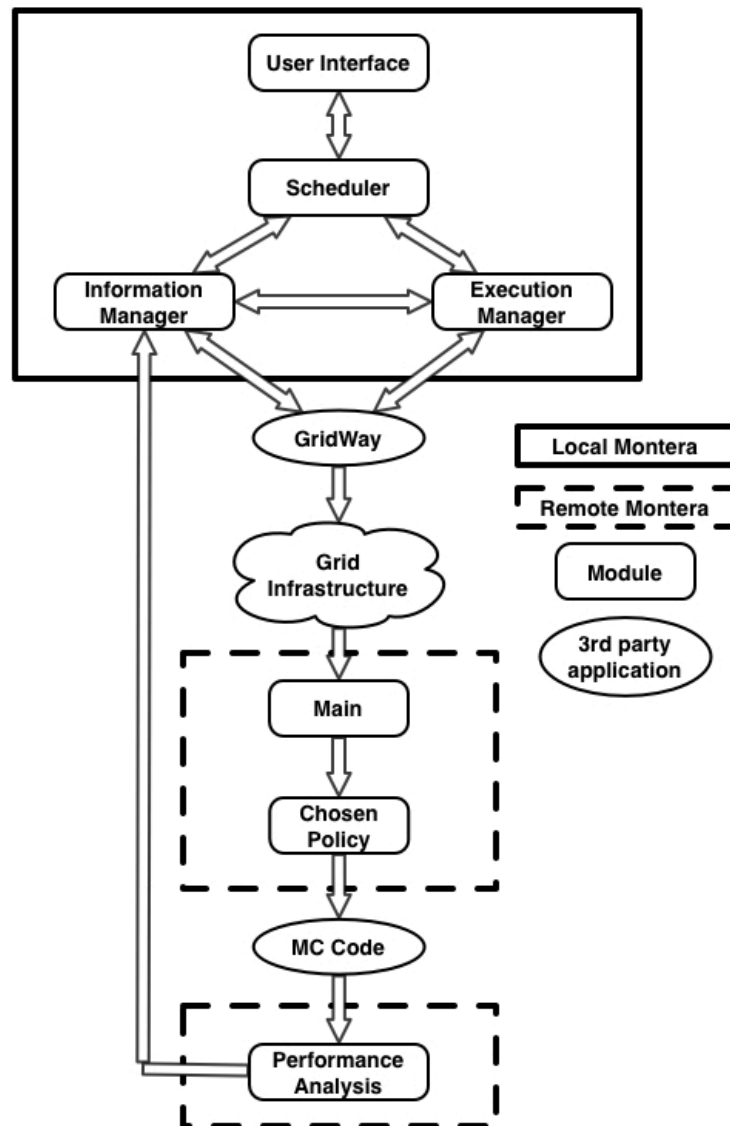 User Interface
Scheduler
Information
Manager
Execution
Manager
GridWay
Local Montera
Remote Montera
Grid
Infrastructure
Module
3rd party
application
Main
Chosen
Policy
MC Code
Performance
Analysis